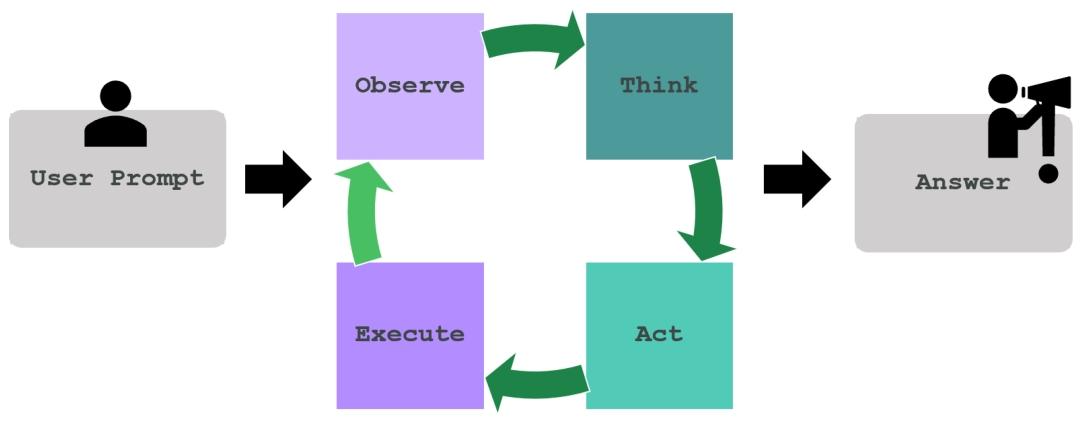 User Prompt
Observe
Think
Execute
Act
Answer